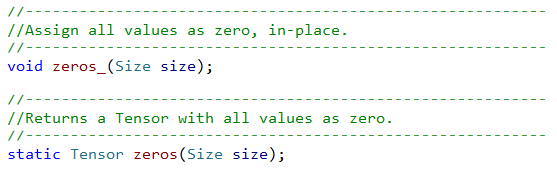 //----------------------------------------------------------------
//Assign all values as zero, in-place.
//----------------------------------------------------------------
void zeros_(Size size);
//----------------------------------------------------------------
//Returns a Tensor with all values as zero.
//----------------------------------------------------------------
static Tensor zeros(Size size);